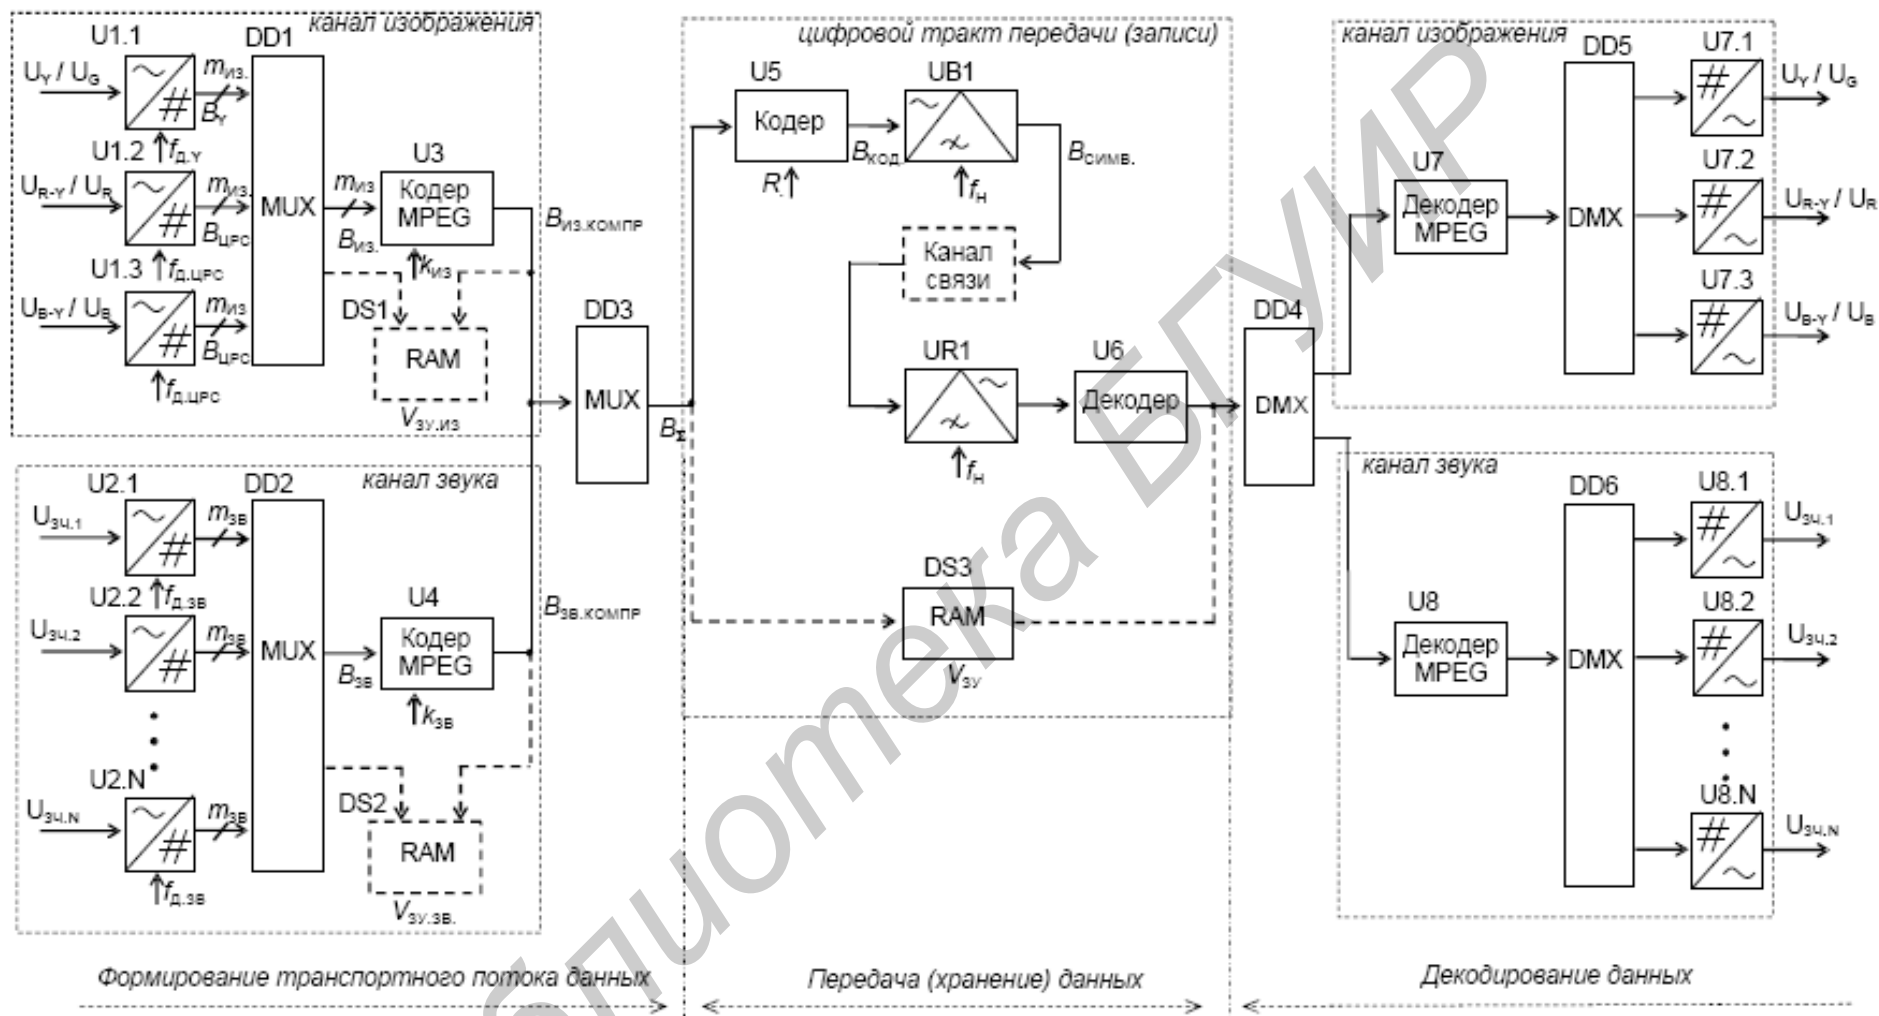 канал изображения
U1.1
DD1
U_Y / U_G
m_ИЗ.
B_Y
f_Д.Y
U1.2
U_R-Y / U_R
m_ИЗ.
B_ЦРС
f_Д.ЦРС
U1.3
U_B-Y / U_B
m_ИЗ
B_ЦРС
f_Д.ЦРС
MUX
m_ИЗ
B_ИЗ.
U3
Кодер
MPEG
k_ИЗ
B_ИЗ.КОМПР
DS1
RAM
V_ЗУ.ИЗ
канал звука
U2.1
DD2
U_ЗЧ.1
m_ЗВ
f_Д.ЗВ
U2.2
U_ЗЧ.2
m_ЗВ
U2.N
U_ЗЧ.N
m_ЗВ
f_Д.ЗВ
MUX
B_ЗВ
U4
Кодер
MPEG
k_ЗВ
B_ЗВ.КОМПР
DS2
RAM
V_ЗУ.ЗВ.
DD3
MUX
B_Σ
цифровой тракт передачи (записи)
U5
Кодер
R.
B_КОД.
UB1
f_Н
B_СИМВ.
Канал
связи
UR1
f_Н
U6
Декодер
DS3
RAM
V_ЗУ
DD4
DMX
канал изображения
U7
Декодер
MPEG
DD5
DMX
U7.1
U_Y / U_G
U7.2
U_R-Y / U_R
U7.3
U_B-Y / U_B
канал звука
U8
Декодер
MPEG
DD6
DMX
U8.1
U_ЗЧ.1
U8.2
U_ЗЧ.2
U8.N
U_ЗЧ.N
Формирование транспортного потока данных
Передача (хранение) данных
Декодирование данных
блиотека БГУИР